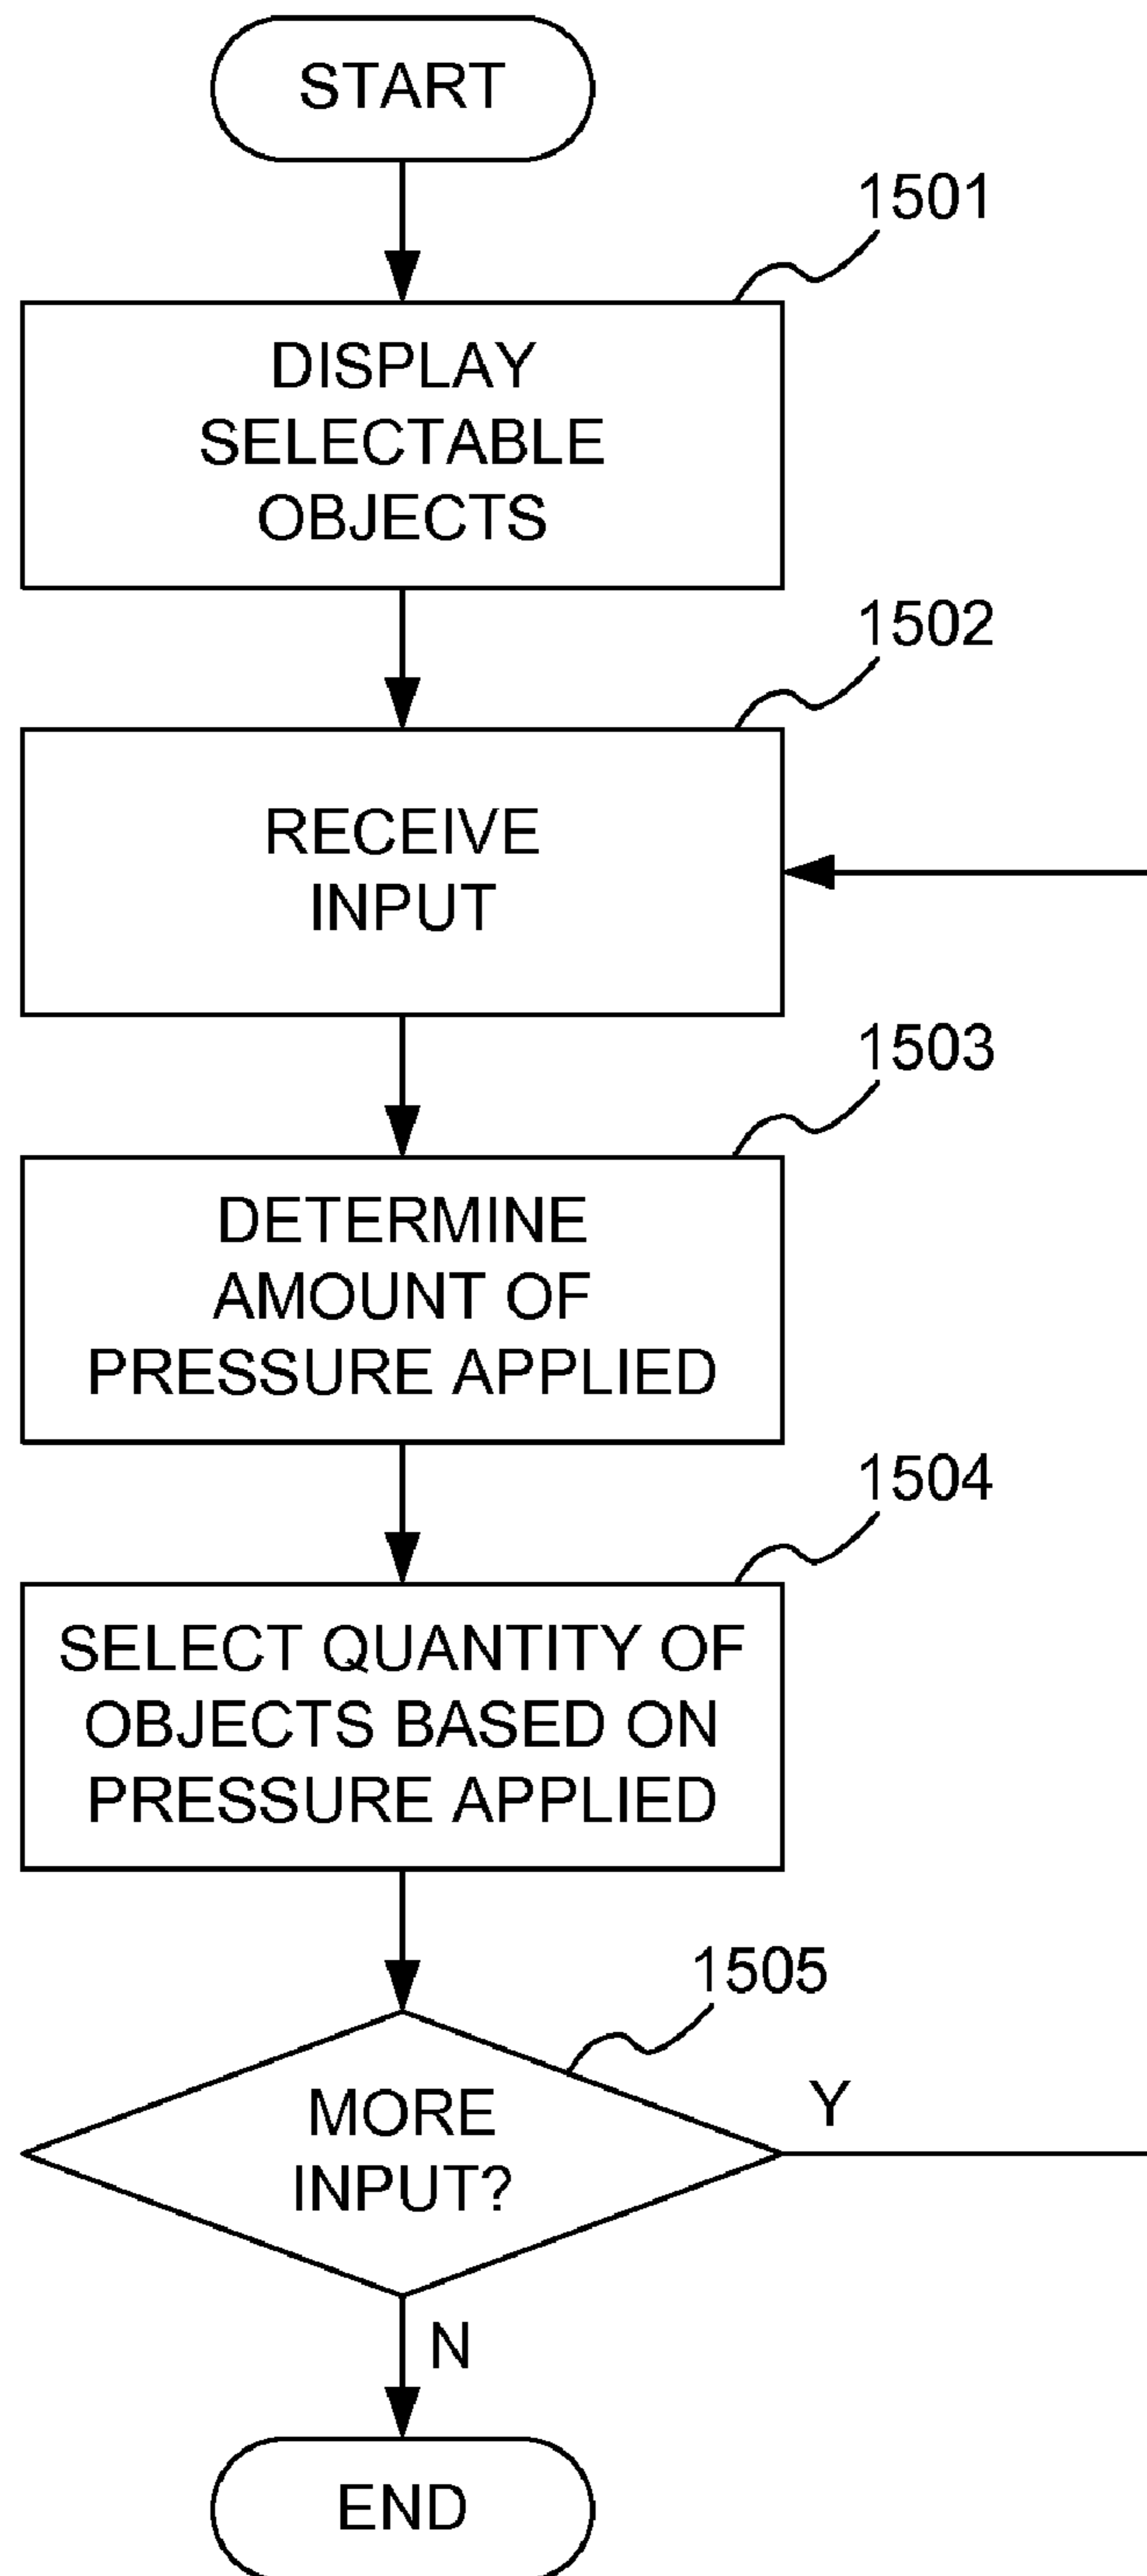 START
1501
DISPLAY
SELECTABLE
OBJECTS
1502
RECEIVE
INPUT
1503
DETERMINE
AMOUNT OF
PRESSURE APPLIED
1504
SELECT QUANTITY OF
OBJECTS BASED ON
PRESSURE APPLIED
1505
MORE
INPUT?
Y
N
END